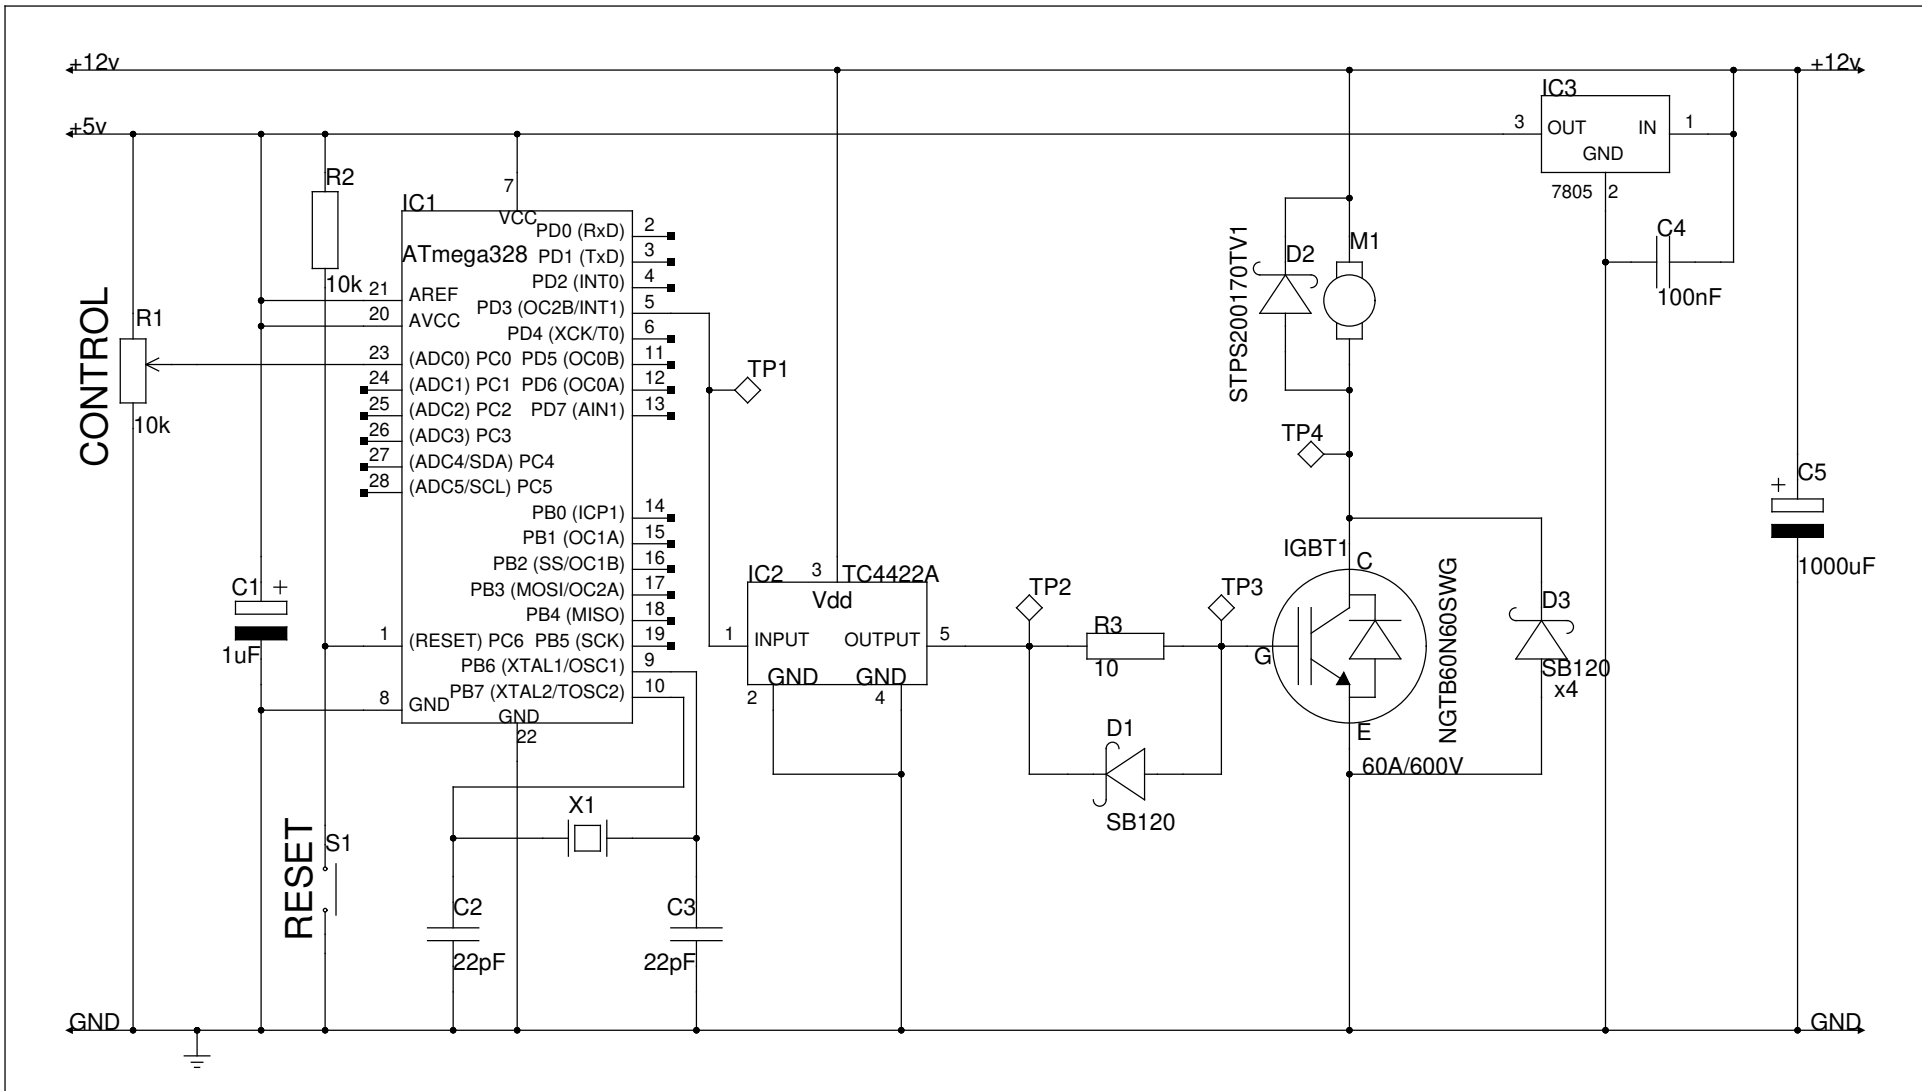 +12v
+12v
+5v
IC3
3
OUT
IN
1
GND
7805
2
C4
100nF
R2
10k
7
IC1
VCC
ATmega328
PD0 (RxD)
2
PD1 (TxD)
3
PD2 (INT0)
4
PD3 (OC2B/INT1)
5
PD4 (XCK/T0)
6
PD5 (OC0B)
11
PD6 (OC0A)
12
PD7 (AIN1)
13
21
AREF
20
AVCC
23
(ADC0) PC0
24
(ADC1) PC1
25
(ADC2) PC2
26
(ADC3) PC3
27
(ADC4/SDA) PC4
28
(ADC5/SCL) PC5
PB0 (ICP1)
14
PB1 (OC1A)
15
PB2 (SS/OC1B)
16
PB3 (MOSI/OC2A)
17
PB4 (MISO)
18
1
(RESET) PC6
PB5 (SCK)
19
PB6 (XTAL1/OSC1)
9
PB7 (XTAL2/TOSC2)
10
8
GND
GND
22
CONTROL
R1
10k
C1
+
1uF
RESET
S1
X1
C2
22pF
C3
22pF
TP1
IC2
3
TC4422A
Vdd
1
INPUT
OUTPUT
5
GND
GND
2
4
TP2
R3
10
TP3
D1
SB120
STPS200170TV1
D2
M1
TP4
IGBT1
C
G
E
NGTB60N60SWG
60A/600V
D3
SB120
x4
C5
+
1000uF
GND
GND